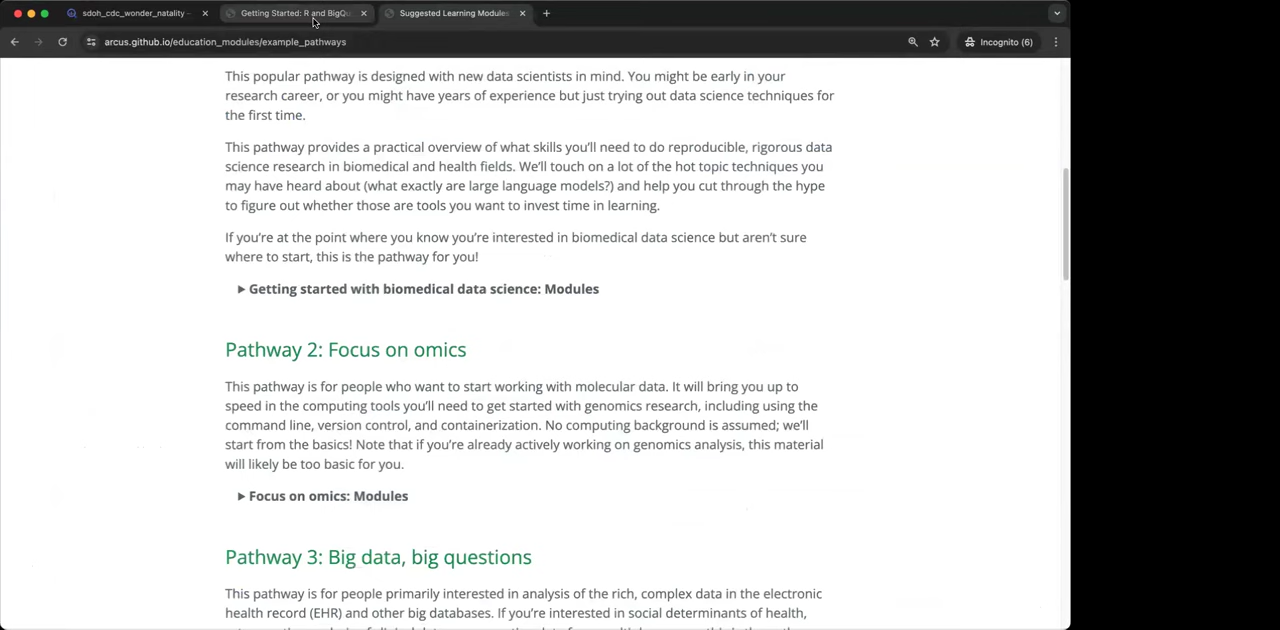 sdoh_cdc_wonder_natality
Getting Started: R and BigQu
Suggested Learning Modules
arcus.github.io/education_modules/example_pathways
Incognito (6)
This popular pathway is designed with new data scientists in mind. You might be early in your
research career, or you might have years of experience but just trying out data science techniques for
the first time.
This pathway provides a practical overview of what skills you'll need to do reproducible, rigorous data
science research in biomedical and health fields. We'll touch on a lot of the hot topic techniques you
may have heard about (what exactly are large language models?) and help you cut through the hype
to figure out whether those are tools you want to invest time in learning.
If you're at the point where you know you're interested in biomedical data science but aren't sure
where to start, this is the pathway for you!
Getting started with biomedical data science: Modules
Pathway 2: Focus on omics
This pathway is for people who want to start working with molecular data. It will bring you up to
speed in the computing tools you'll need to get started with genomics research, including using the
command line, version control, and containerization. No computing background is assumed; we'll
start from the basics! Note that if you're already actively working on genomics analysis, this material
will likely be too basic for you.
Focus on omics: Modules
Pathway 3: Big data, big questions
This pathway is for people primarily interested in analysis of the rich, complex data in the electronic
health record (EHR) and other big databases. If you're interested in social determinants of health,